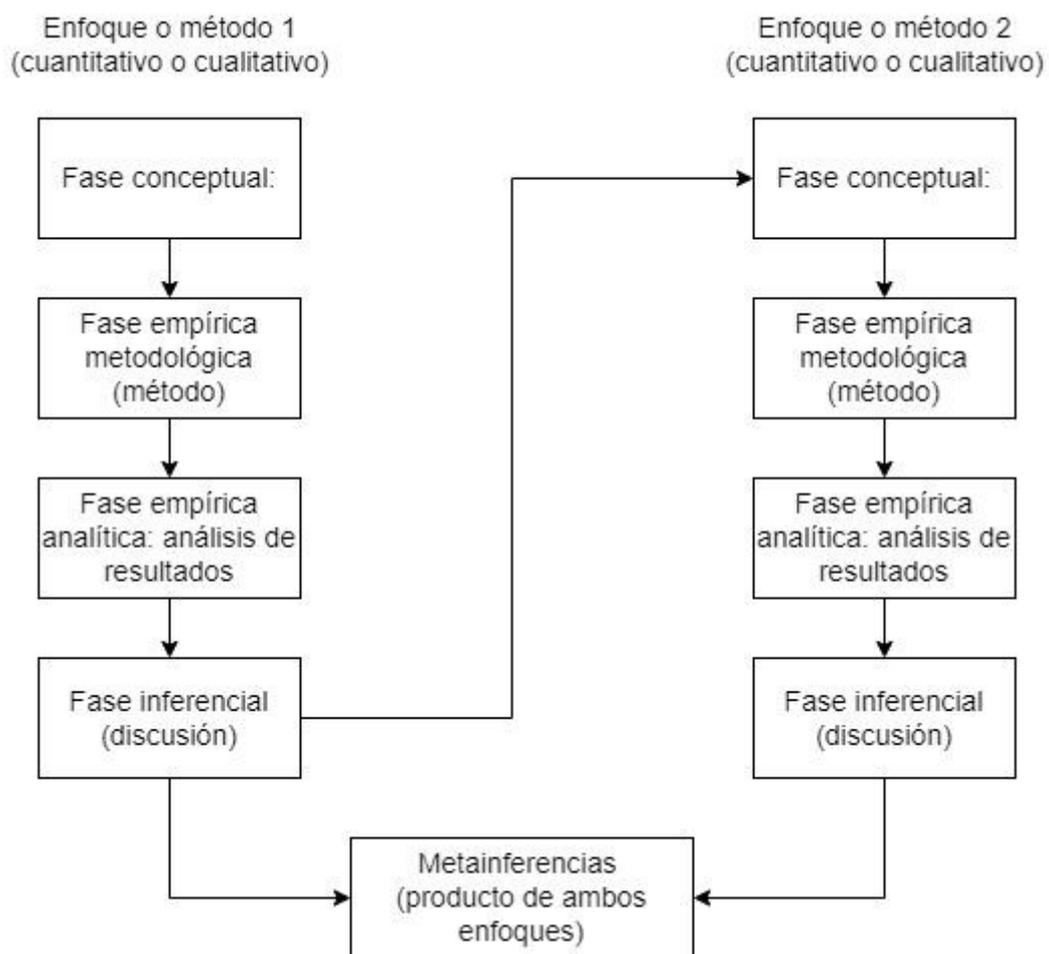 Enfoque o método 1
(cuantitativo o cualitativo)
Fase conceptual:
Fase empírica
metodológica
(método)
Fase empírica
analítica: análisis de
resultados
Fase inferencial
(discusión)
Enfoque o método 2
(cuantitativo o cualitativo)
Fase conceptual:
Fase empírica
metodológica
(método)
Fase empírica
analítica: análisis de
resultados
Fase inferencial
(discusión)
Metainferencias
(producto de ambos
enfoques)